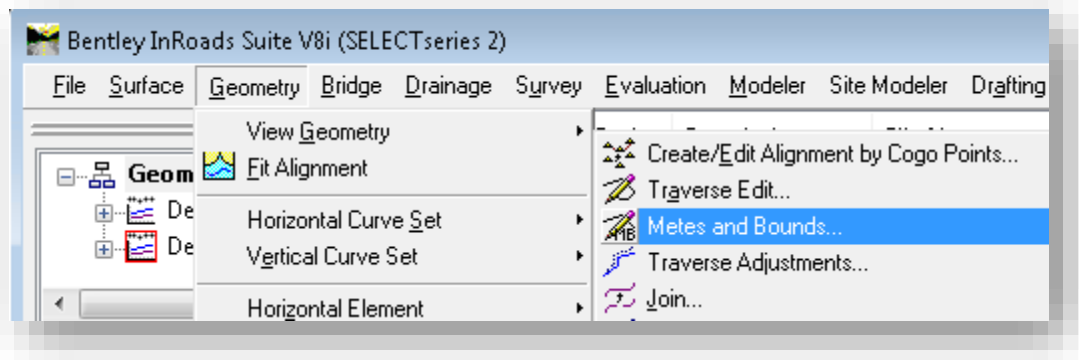 Bentley InRoads Suite V8i (SELECTseries 2)
File Surface Geometry Bridge Drainage Survey Evaluation Modeler Site Modeler Drafting
View Geometry
Create/Edit Alignment by Cogo Points...
Geom
Fit Alignment
Traverse Edit...
De
Horizontal Curve Set
Metes and Bounds...
De
Vertical Curve Set
Traverse Adjustments...
Horizontal Element
Join...